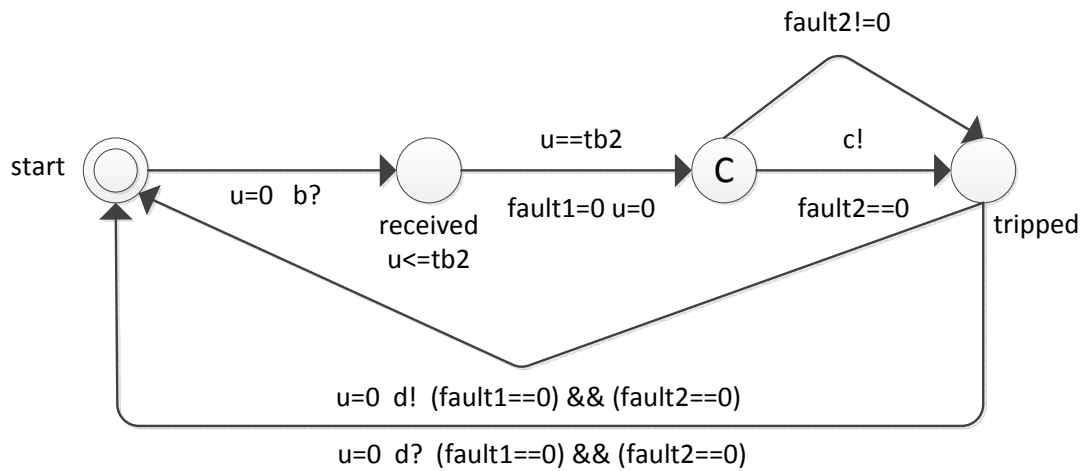 fault2!=0
u==tb2
c!
start
C
u=0 b?
fault1=0 u=0
fault2==0
received
tripped
u<=tb2
u=0 d! (fault1==0) && (fault2==0)
u=0 d? (fault1==0) && (fault2==0)